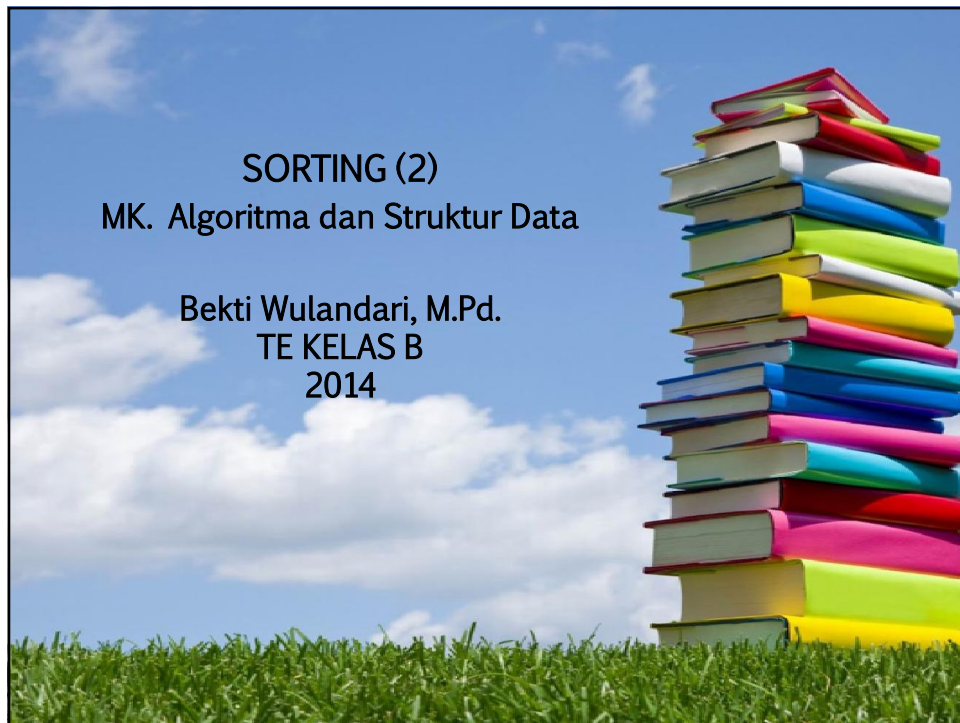 SORTING (2)
MK. Algoritma dan Struktur Data
Bekti Wulandari, M.Pd.
TE KELAS B
2014